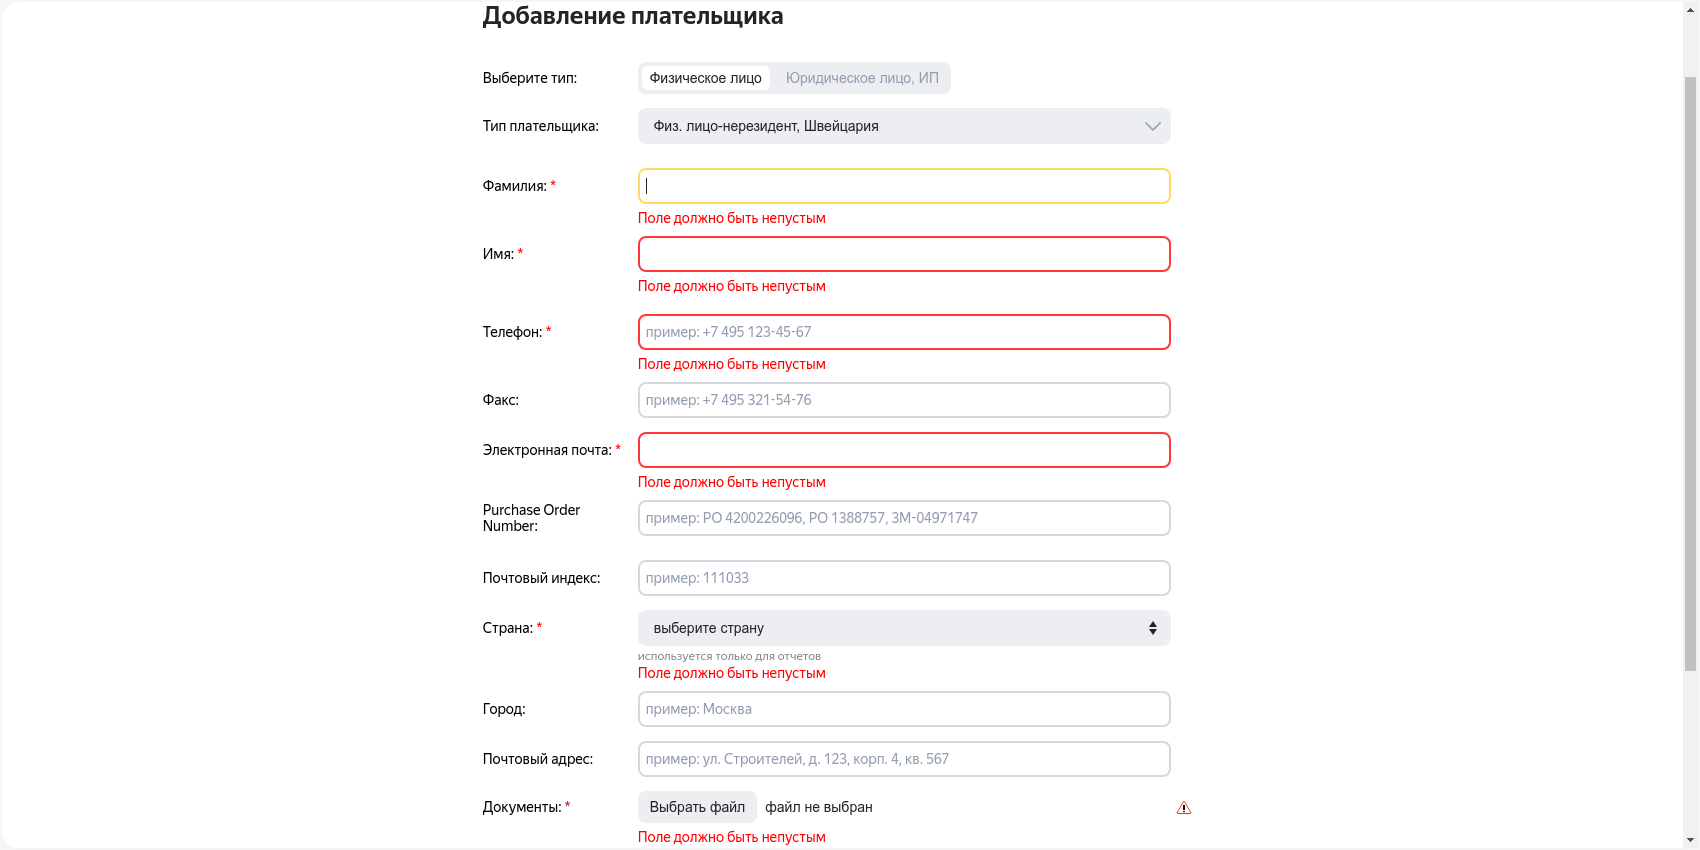 Добавление плательщика
Выберите тип:
Физическое лицо
Юридическое лицо, ИП
Тип плательщика:
Физ. лицо-нерезидент, Швейцария
Фамилия: *
Поле должно быть непустым
Имя: *
Поле должно быть непустым
Телефон: *
пример: +7 495 123-45-67
Поле должно быть непустым
Факс:
пример: +7 495 321-54-76
Электронная почта: *
Поле должно быть непустым
Purchase Order
Number:
пример: PO 4200226096, PO 1388757, ЗМ-04971747
Почтовый индекс:
пример: 111033
Страна: *
выберите страну
используется только для отчетов
Поле должно быть непустым
Город:
пример: Москва
Почтовый адрес:
пример: ул. Строителей, д. 123, корп. 4, кв. 567
Документы: *
Выбрать файл
файл не выбран
Поле должно быть непустым